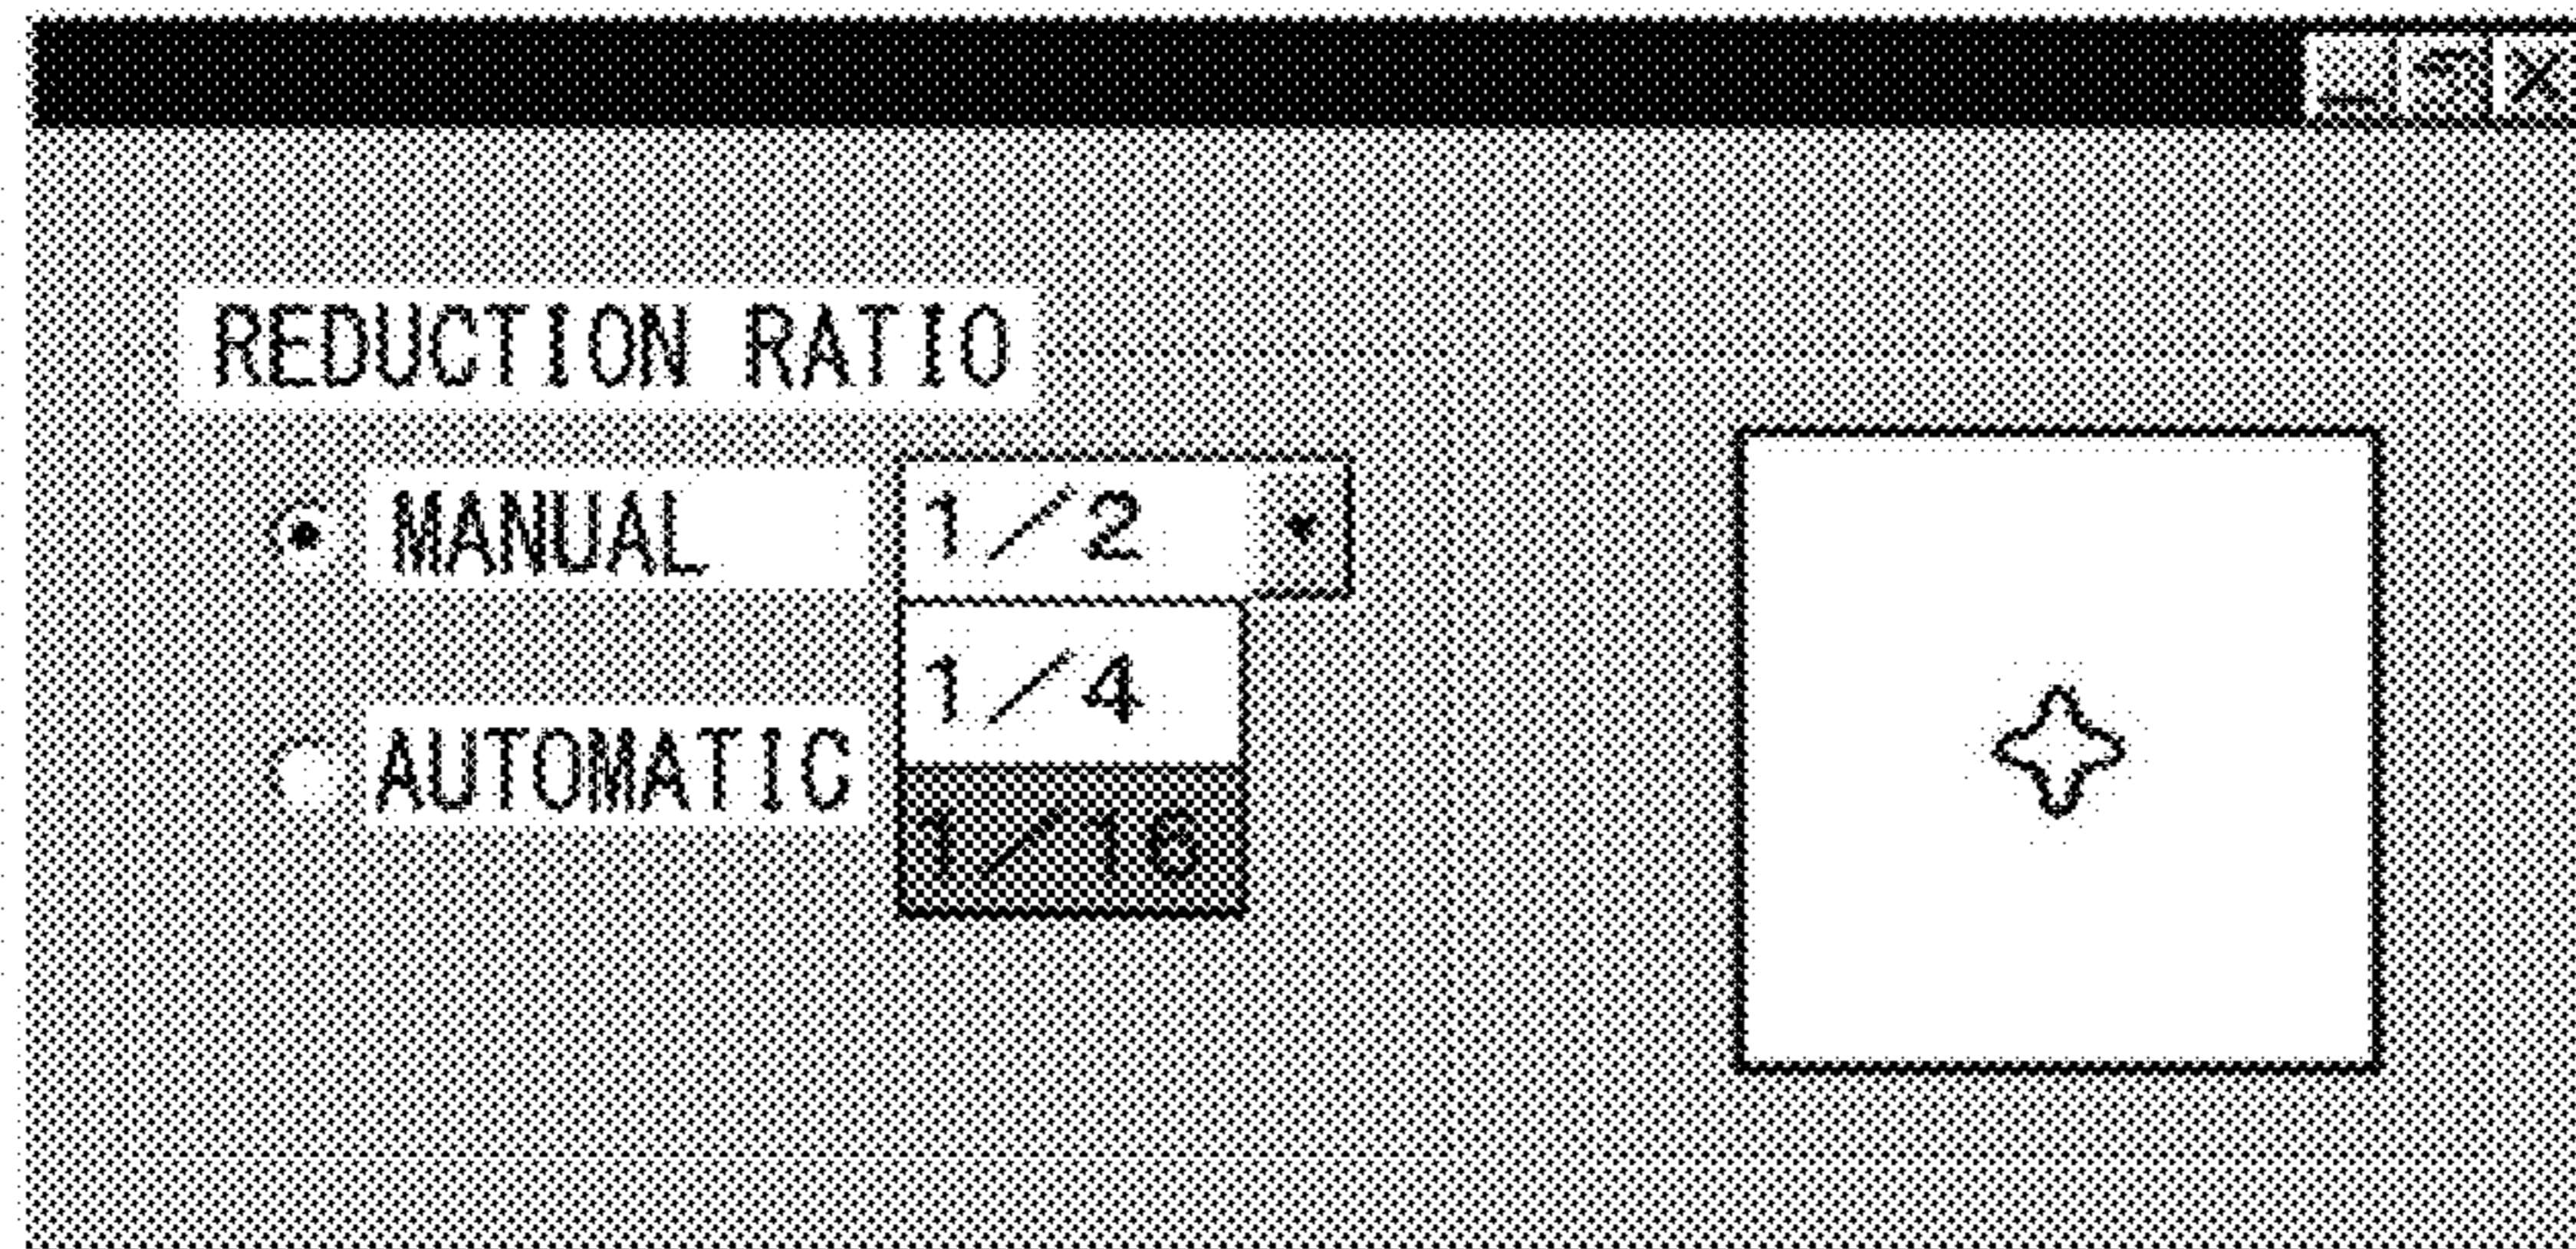 REDUCTION RATIO
MANUAL 1/2
1/4
AUTOMATIC
1/16